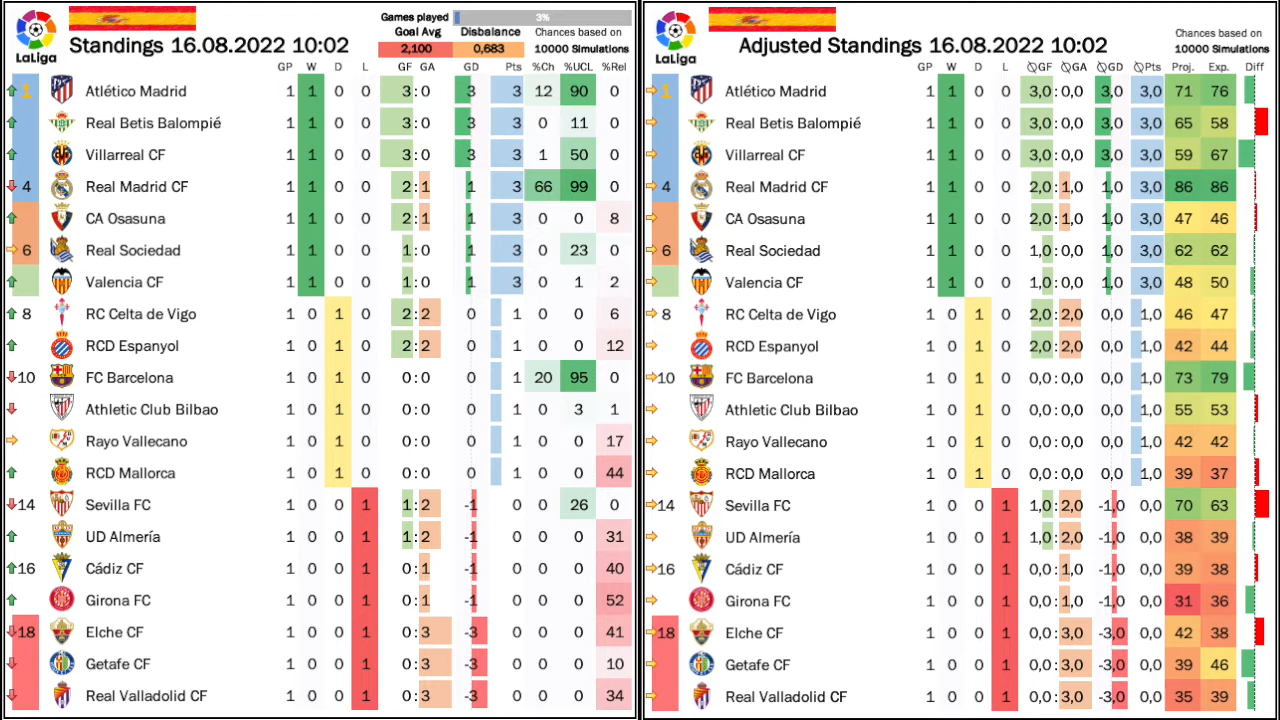 Games played 3%
Goal Avg Disbalance Chances based on
Standings 16.08.2022 10:02 2,100 0,683 10000 Simulations
LaLiga
GP W D L GF GA GD Pts %Ch %UCL %Rel
1 Atlético Madrid 1 1 0 0 3:0 3 3 12 90 0
Real Betis Balompié 1 1 0 0 3:0 3 3 0 11 0
Villarreal CF 1 1 0 0 3:0 3 3 1 50 0
4 Real Madrid CF 1 1 0 0 2:1 1 3 66 99 0
CA Osasuna 1 1 0 0 2:1 1 3 0 0 8
6 Real Sociedad 1 1 0 0 1:0 1 3 0 23 0
Valencia CF 1 1 0 0 1:0 1 3 0 1 2
8 RC Celta de Vigo 1 0 1 0 2:2 0 1 0 0 6
RCD Espanyol 1 0 1 0 2:2 0 1 0 0 12
10 FC Barcelona 1 0 1 0 0:0 0 1 20 95 0
Athletic Club Bilbao 1 0 1 0 0:0 0 1 0 3 1
Rayo Vallecano 1 0 1 0 0:0 0 1 0 0 17
RCD Mallorca 1 0 1 0 0:0 0 1 0 0 44
14 Sevilla FC 1 0 0 1 1:2 -1 0 0 26 0
UD Almería 1 0 0 1 1:2 -1 0 0 0 31
16 Cádiz CF 1 0 0 1 0:1 -1 0 0 0 40
Girona FC 1 0 0 1 0:1 -1 0 0 0 52
18 Elche CF 1 0 0 1 0:3 -3 0 0 0 41
Getafe CF 1 0 0 1 0:3 -3 0 0 0 10
Real Valladolid CF 1 0 0 1 0:3 -3 0 0 0 34
Chances based on
Adjusted Standings 16.08.2022 10:02 10000 Simulations
LaLiga
GP W D L ∅GF ∅GA ∅GD ∅Pts Proj. Exp. Diff
1 Atlético Madrid 1 1 0 0 3,0:0,0 3,0 3,0 71 76
Real Betis Balompié 1 1 0 0 3,0:0,0 3,0 3,0 65 58
Villarreal CF 1 1 0 0 3,0:0,0 3,0 3,0 59 67
4 Real Madrid CF 1 1 0 0 2,0:1,0 1,0 3,0 86 86
CA Osasuna 1 1 0 0 2,0:1,0 1,0 3,0 47 46
6 Real Sociedad 1 1 0 0 1,0:0,0 1,0 3,0 62 62
Valencia CF 1 1 0 0 1,0:0,0 1,0 3,0 48 50
8 RC Celta de Vigo 1 0 1 0 2,0:2,0 0,0 1,0 46 47
RCD Espanyol 1 0 1 0 2,0:2,0 0,0 1,0 42 44
10 FC Barcelona 1 0 1 0 0,0:0,0 0,0 1,0 73 79
Athletic Club Bilbao 1 0 1 0 0,0:0,0 0,0 1,0 55 53
Rayo Vallecano 1 0 1 0 0,0:0,0 0,0 1,0 42 42
RCD Mallorca 1 0 1 0 0,0:0,0 0,0 1,0 39 37
14 Sevilla FC 1 0 0 1 1,0:2,0 -1,0 0,0 70 63
UD Almería 1 0 0 1 1,0:2,0 -1,0 0,0 38 39
16 Cádiz CF 1 0 0 1 0,0:1,0 -1,0 0,0 39 38
Girona FC 1 0 0 1 0,0:1,0 -1,0 0,0 31 36
18 Elche CF 1 0 0 1 0,0:3,0 -3,0 0,0 42 38
Getafe CF 1 0 0 1 0,0:3,0 -3,0 0,0 39 46
Real Valladolid CF 1 0 0 1 0,0:3,0 -3,0 0,0 35 39